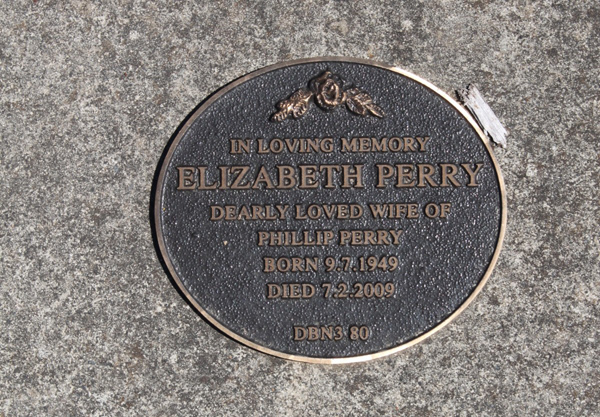 IN LOVING MEMORY
ELIZABETH PERRY
DEARLY LOVED WIFE OF
PHILLIP PERRY
BORN 9.7.1949
DIED 7.2.2009
DBN3 80